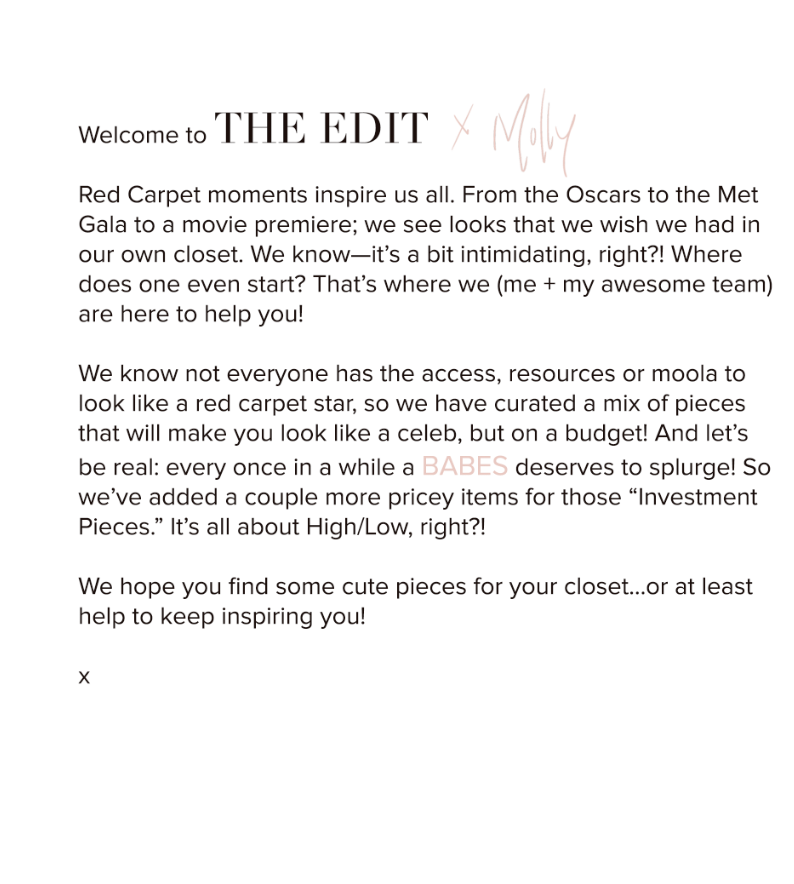 Welcome to THE EDIT x Molly
Red Carpet moments inspire us all. From the Oscars to the Met
Gala to a movie premiere; we see looks that we wish we had in
our own closet. We know—it’s a bit intimidating, right?! Where
does one even start? That’s where we (me + my awesome team)
are here to help you!
We know not everyone has the access, resources or moola to
look like a red carpet star, so we have curated a mix of pieces
that will make you look like a celeb, but on a budget! And let’s
be real: every once in a while a BABES deserves to splurge! So
we’ve added a couple more pricey items for those “Investment
Pieces.” It’s all about High/Low, right?!
We hope you find some cute pieces for your closet...or at least
help to keep inspiring you!
x